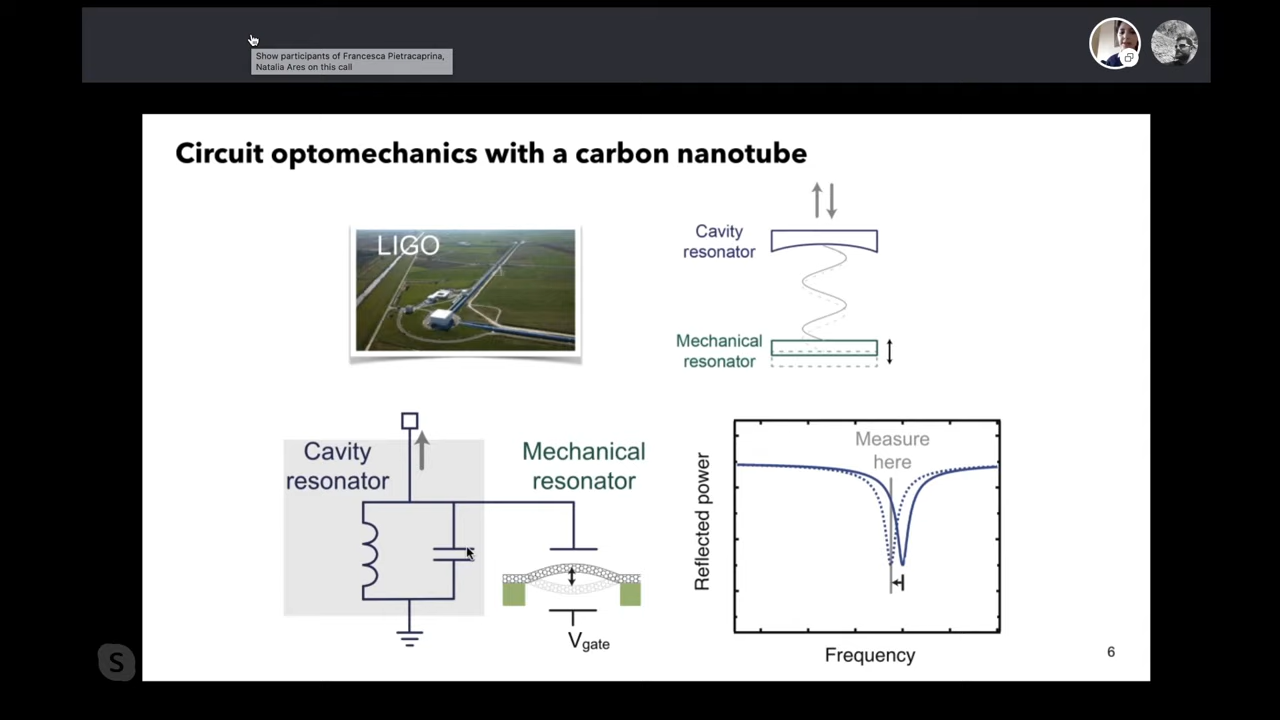 Show participants of Francesca Pietracaprina,
Natalia Ares on this call
Circuit optomechanics with a carbon nanotube
LIGO
Cavity
resonator
Mechanical
resonator
Cavity
resonator
Mechanical
resonator
Vgate
Measure
here
Reflected power
Frequency
6
S